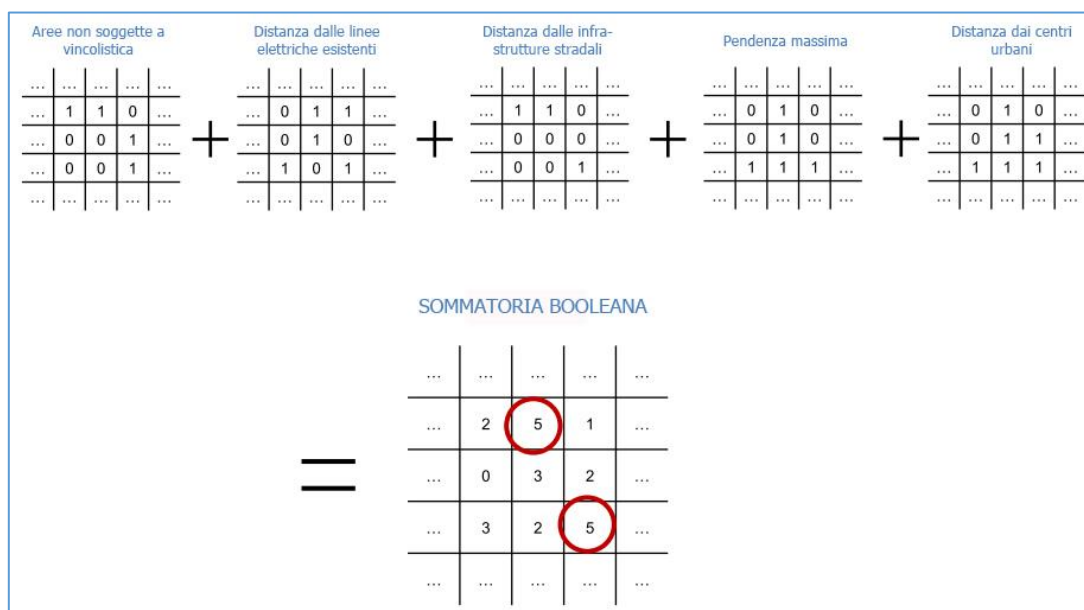 Aree non soggette a
vincolistica
Distanza dalle linee
elettriche esistenti
Distanza dalle infra-
strutture stradali
Pendenza massima
Distanza dai centri
urbani
... ... ... ... ...
... 1 1 0 ...
... 0 0 1 ...
... 0 0 1 ...
... ... ... ... ...
+
... ... ... ... ...
... 0 1 1 ...
... 0 1 0 ...
... 1 0 1 ...
... ... ... ... ...
+
... ... ... ... ...
... 1 1 0 ...
... 0 0 0 ...
... 0 0 1 ...
... ... ... ... ...
+
... ... ... ... ...
... 0 1 0 ...
... 0 1 0 ...
... 1 1 1 ...
... ... ... ... ...
+
... ... ... ... ...
... 0 1 0 ...
... 0 1 1 ...
... 1 1 1 ...
... ... ... ... ...
SOMMATORIA BOOLEANA
=
... ... ... ... ...
... 2 5 1 ...
... 0 3 2 ...
... 3 2 5 ...
... ... ... ... ...